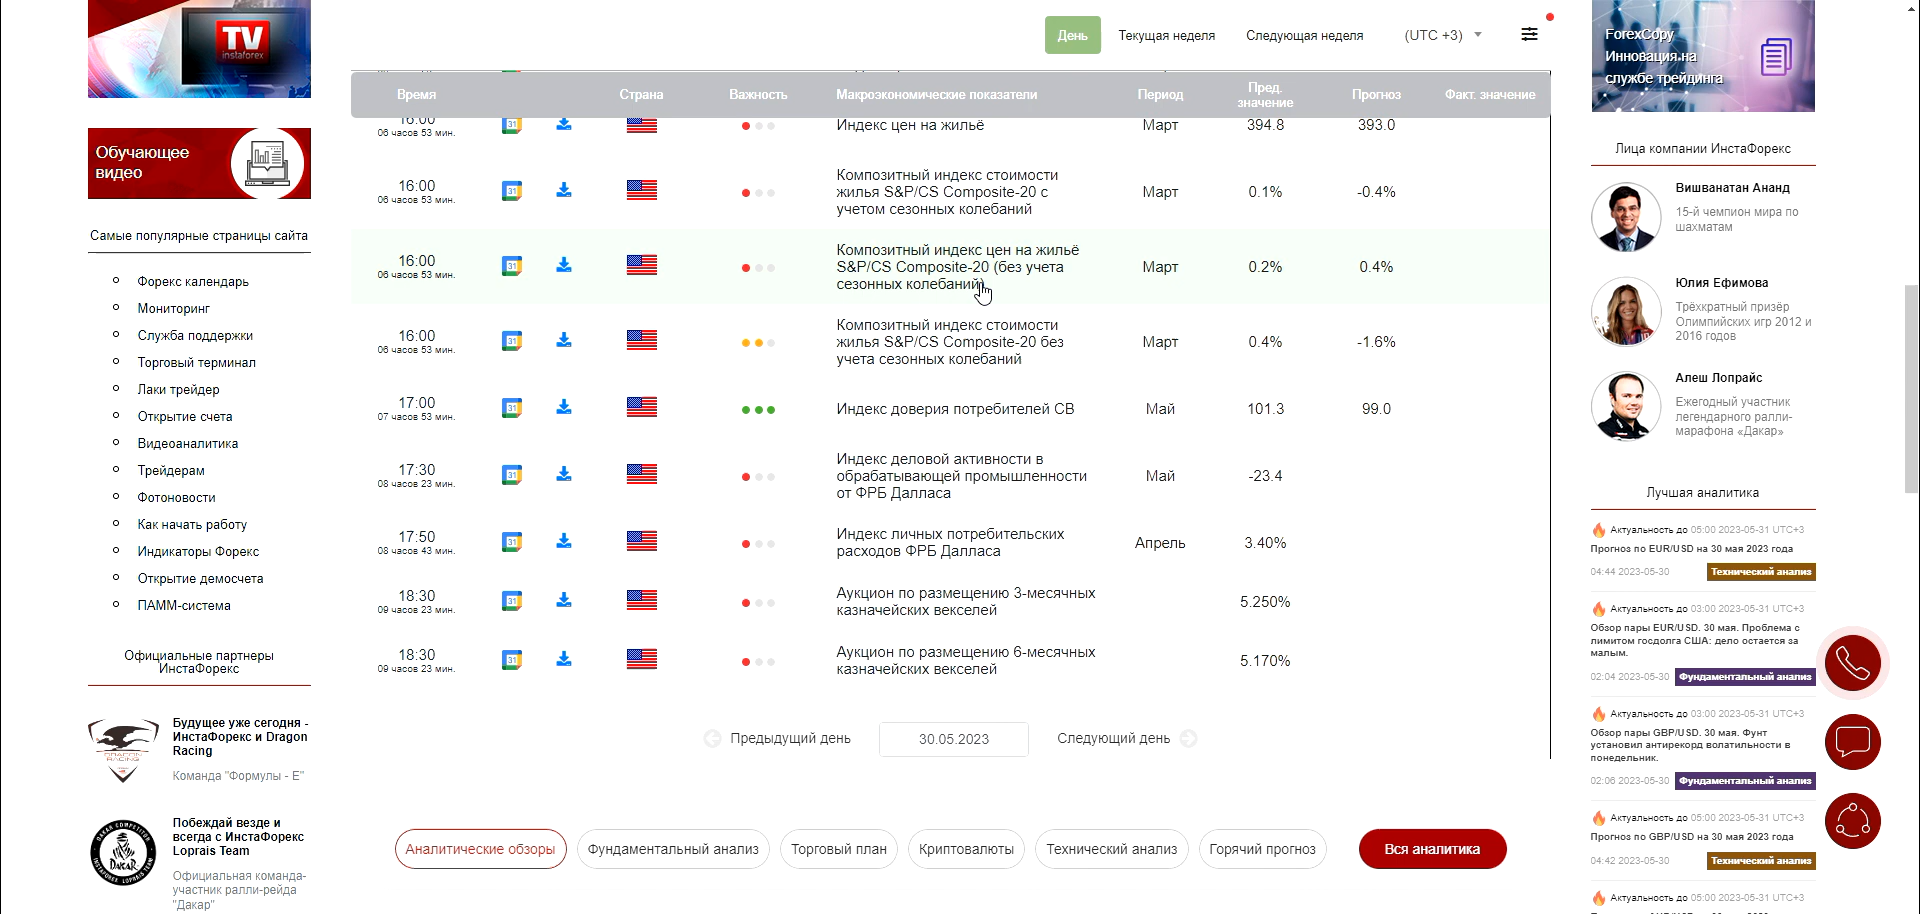 TV
instaforex
Обучающее
видео
Самые популярные страницы сайта
Форекс календарь
Мониторинг
Служба поддержки
Торговый терминал
Лаки трейдер
Открытие счета
Видеоаналитика
Трейдерам
Фотоновости
Как начать работу
Индикаторы Форекс
Открытие демосчета
ПАММ-система
Официальные партнеры
ИнстаФорекс
DRAGON
RACING
Будущее уже сегодня -
ИнстаФорекс и Dragon
Racing
Команда "Формулы - Е"
DAKAR COMPETITOR
DAKAR
INSTAFOREX LOPRAIS TEAM
Побеждай везде и
всегда с ИнстаФорекс
Loprais Team
Официальная команда-
участник ралли-рейда
"Дакар"
День
Текущая неделя
Следующая неделя
(UTC +3)
Время Страна Важность Макроэкономические показатели Период Пред. значение Прогноз Факт. значение
16:00 31 Индекс цен на жильё Март 394.8 393.0
06 часов 53 мин.
16:00 31 Март 0.1% -0.4%
06 часов 53 мин.
Композитный индекс стоимости
жилья S&P/CS Composite-20 с
учетом сезонных колебаний
16:00 31 Март 0.2% 0.4%
06 часов 53 мин.
Композитный индекс цен на жильё
S&P/CS Composite-20 (без учета
сезонных колебаний)
16:00 31 Март 0.4% -1.6%
06 часов 53 мин.
Композитный индекс стоимости
жилья S&P/CS Composite-20 без
учета сезонных колебаний
17:00 31 Индекс доверия потребителей CB Май 101.3 99.0
07 часов 53 мин.
17:30 31 Май -23.4
08 часов 23 мин.
Индекс деловой активности в
обрабатывающей промышленности
от ФРБ Далласа
17:50 31 Апрель 3.40%
08 часов 43 мин.
Индекс личных потребительских
расходов ФРБ Далласа
18:30 31 5.250%
09 часов 23 мин.
Аукцион по размещению 3-месячных
казначейских векселей
18:30 31 5.170%
09 часов 23 мин.
Аукцион по размещению 6-месячных
казначейских векселей
Предыдущий день
30.05.2023
Следующий день
Аналитические обзоры
Фундаментальный анализ
Торговый план
Криптовалюты
Технический анализ
Горячий прогноз
Вся аналитика
ForexCopy
Инновация на
службе трейдинга
Лица компании ИнстаФорекс
Вишванатан Ананд
15-й чемпион мира по
шахматам
Юлия Ефимова
Трёхкратный призёр
Олимпийских игр 2012 и
2016 годов
Алеш Лопрайс
Ежегодный участник
легендарного ралли-
марафона «Дакар»
Лучшая аналитика
Актуальность до 05:00 2023-05-31 UTC+3
Прогноз по EUR/USD на 30 мая 2023 года
04:44 2023-05-30 Технический анализ
Актуальность до 03:00 2023-05-31 UTC+3
Обзор пары EUR/USD. 30 мая. Проблема с
лимитом госдолга США: дело остается за
малым.
02:04 2023-05-30 Фундаментальный анализ
Актуальность до 03:00 2023-05-31 UTC+3
Обзор пары GBP/USD. 30 мая. Фунт
установил антирекорд волатильности в
понедельник.
02:06 2023-05-30 Фундаментальный анализ
Актуальность до 05:00 2023-05-31 UTC+3
Прогноз по GBP/USD на 30 мая 2023 года
04:42 2023-05-30 Технический анализ
Актуальность до 05:00 2023-05-31 UTC+3